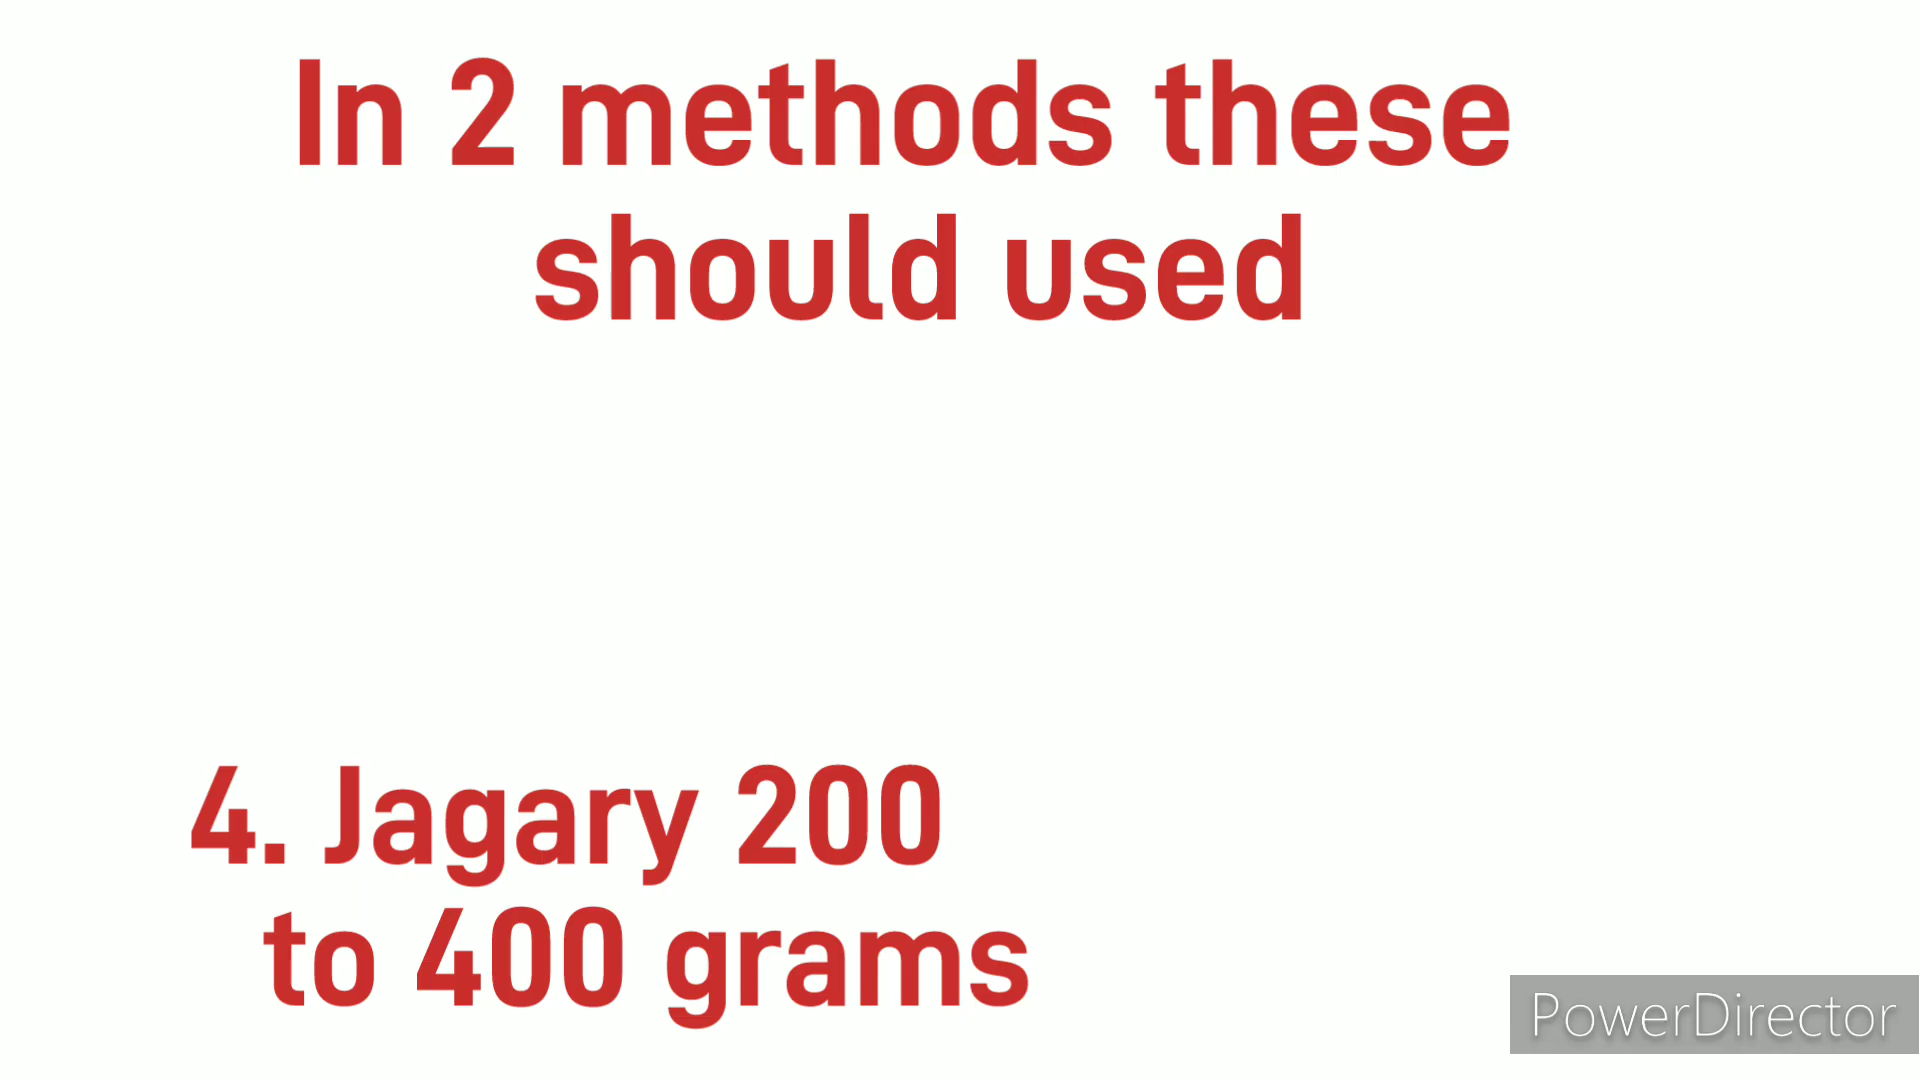 In 2 methods these
should used
4. Jagary 200
to 400 grams
PowerDirector